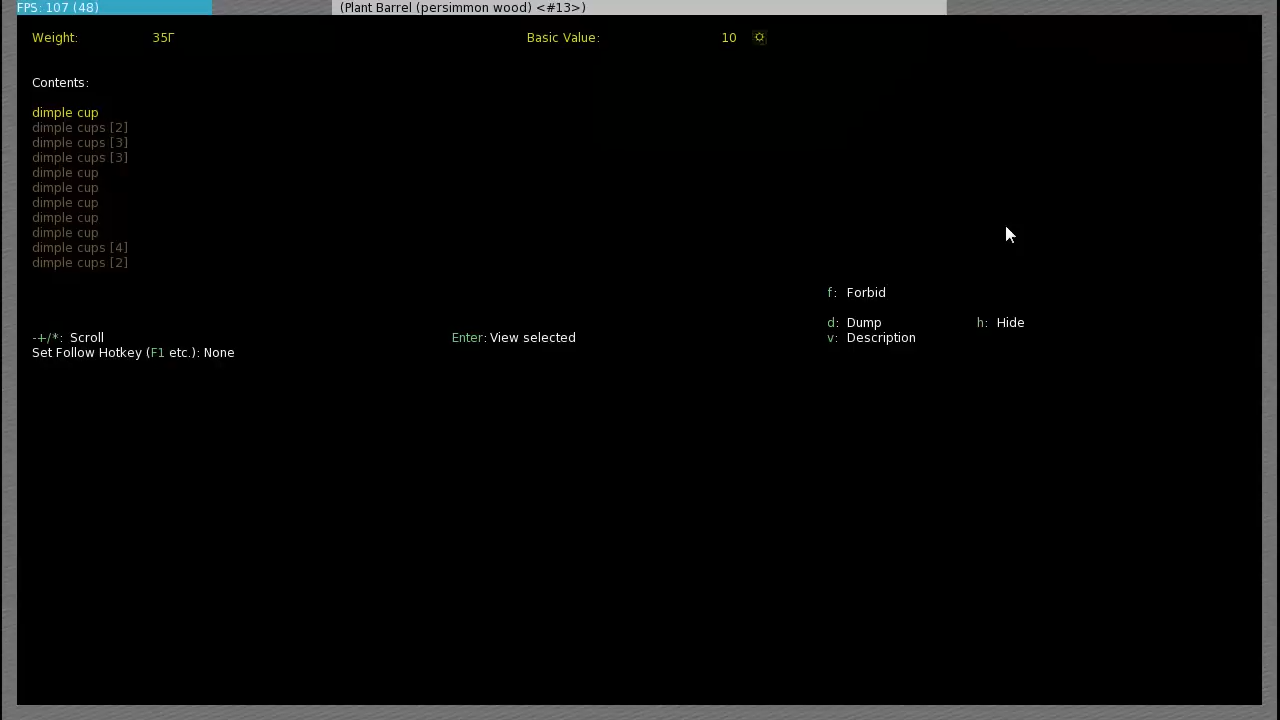 FPS: 107 (48) (Plant Barrel (persimmon wood) <#13>)
Weight: 35Γ Basic Value: 10 ☼
Contents:
dimple cup
dimple cups [2]
dimple cups [3]
dimple cups [3]
dimple cup
dimple cup
dimple cup
dimple cup
dimple cup
dimple cups [4]
dimple cups [2]
f: Forbid
d: Dump h: Hide
-+/*: Scroll Enter: View selected v: Description
Set Follow Hotkey (F1 etc.): None